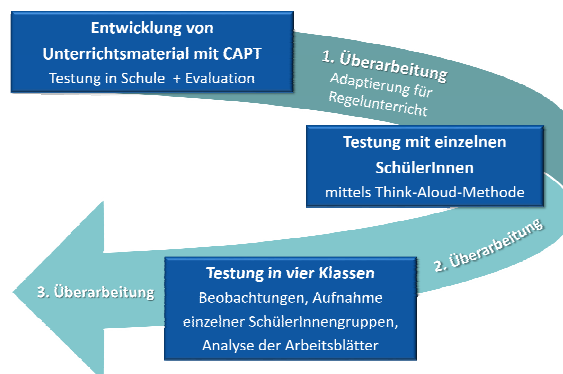 Entwicklung von
Unterrichtsmaterial mit CAPT
Testung in Schule + Evaluation
1. Überarbeitung
Adaptierung für
Regelunterricht
Testung mit einzelnen
SchülerInnen
mittels Think-Aloud-Methode
2. Überarbeitung
Testung in vier Klassen
Beobachtungen, Aufnahme
einzelner SchülerInnengruppen,
Analyse der Arbeitsblätter
3. Überarbeitung